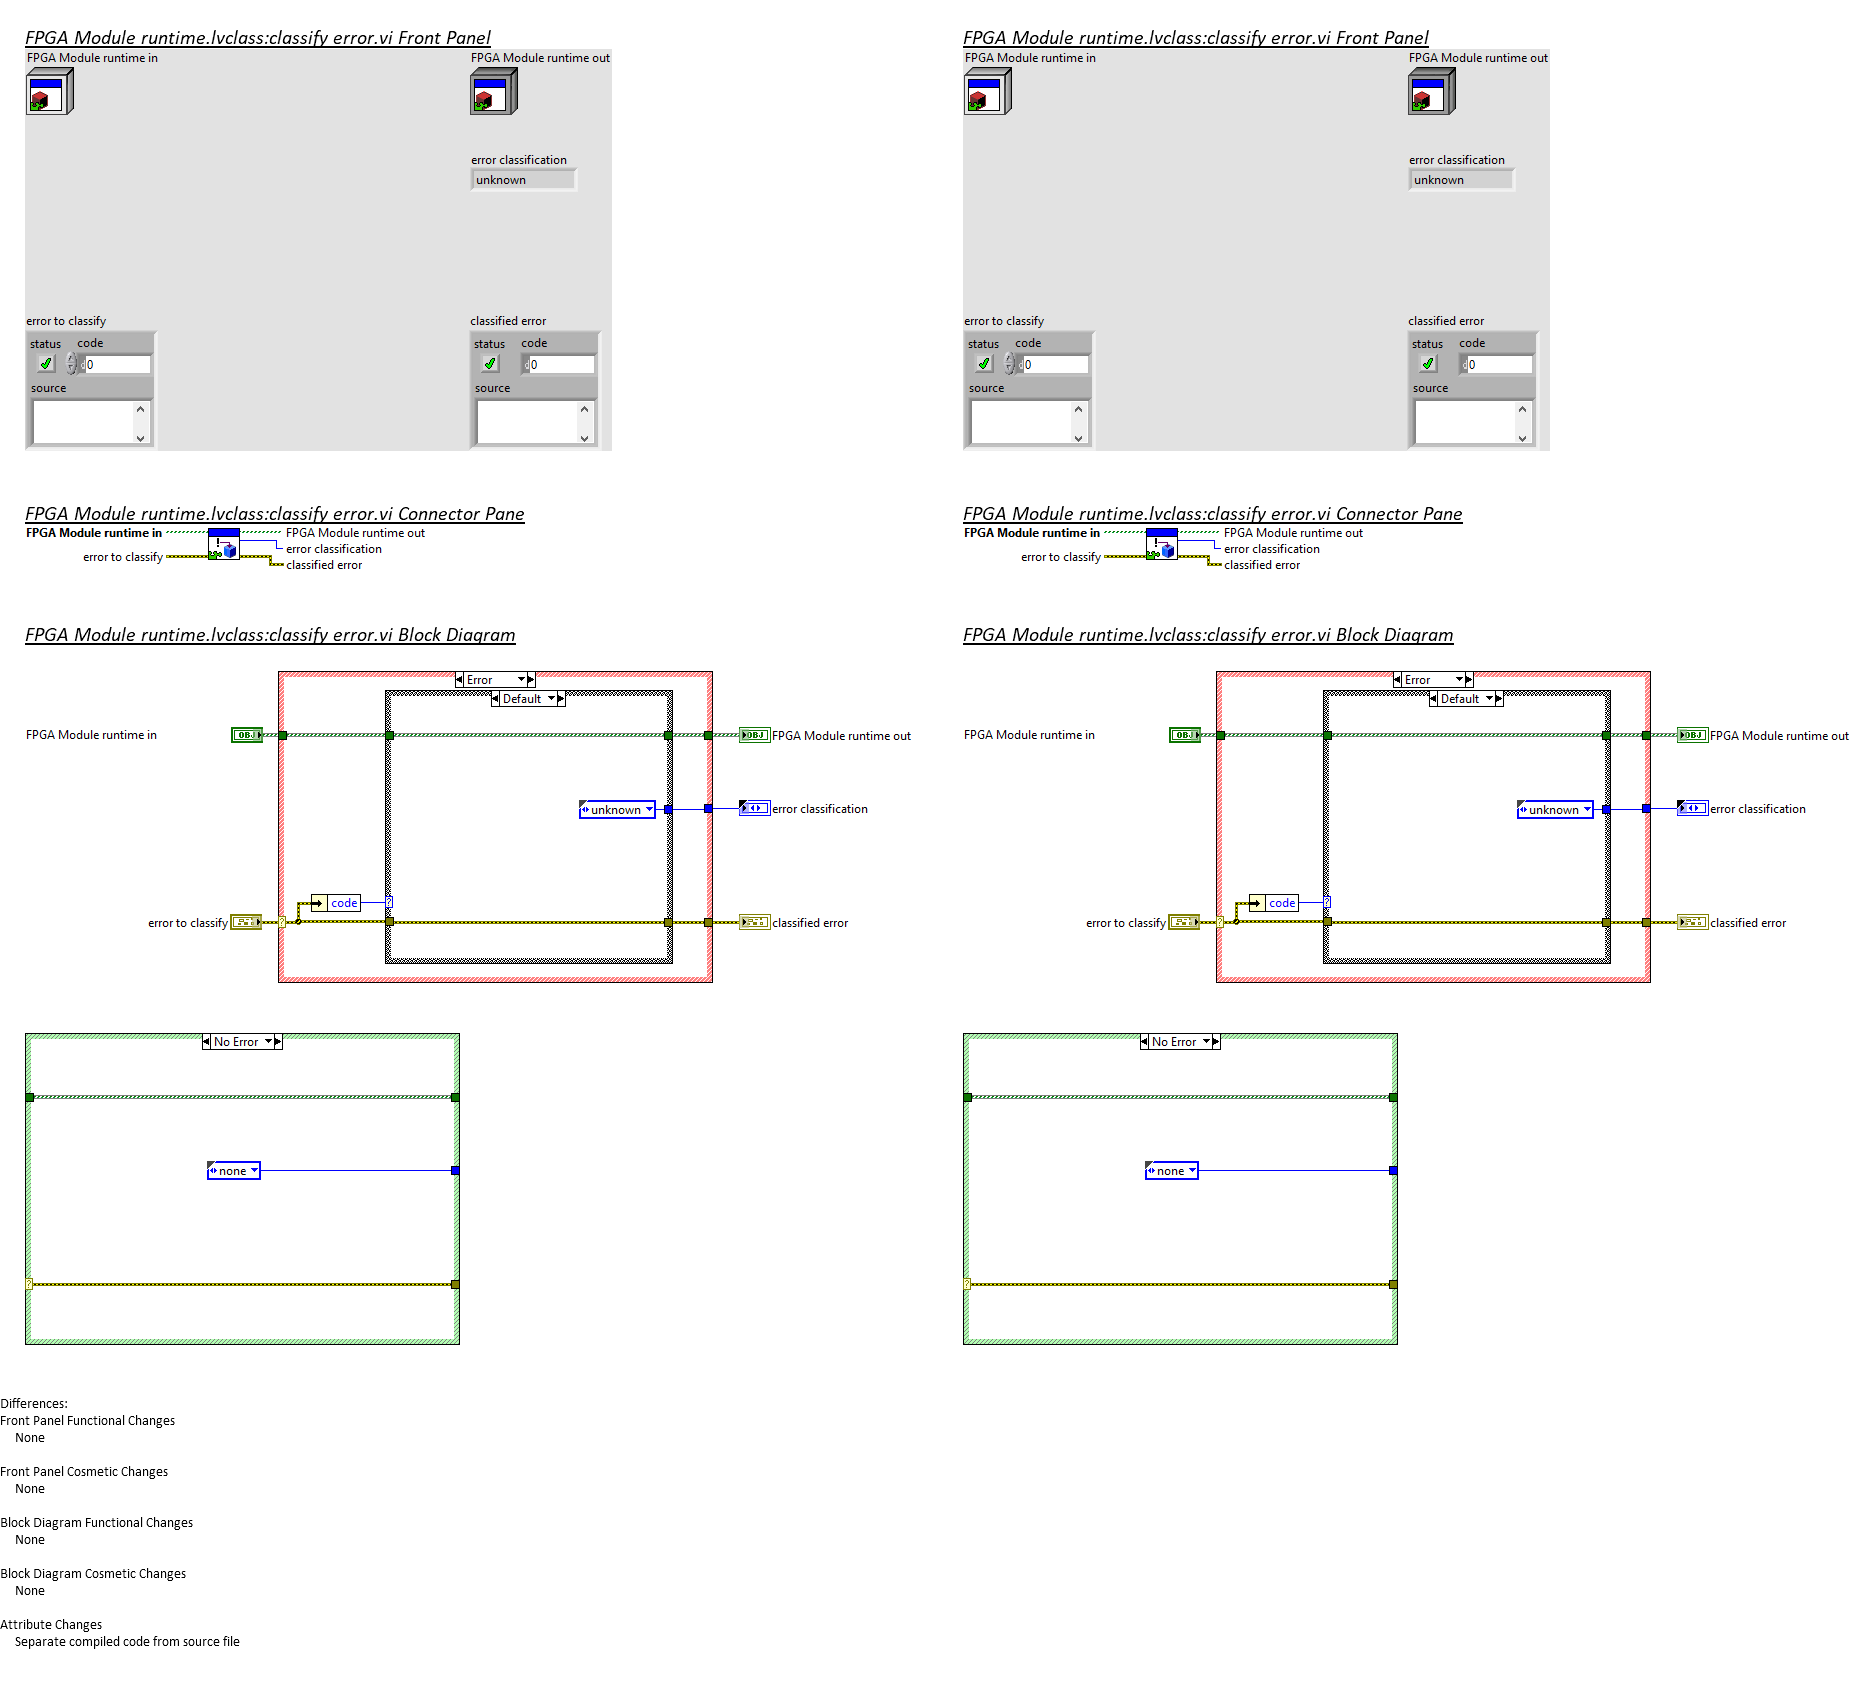 FPGA Module runtime.lvclass:classify error.vi Front Panel
FPGA Module runtime in
FPGA Module runtime out
error classification
unknown
error to classify
status
code
0
source
classified error
status
code
0
source
FPGA Module runtime.lvclass:classify error.vi Connector Pane
FPGA Module runtime in
FPGA Module runtime out
error classification
error to classify
classified error
FPGA Module runtime.lvclass:classify error.vi Block Diagram
Error
Default
FPGA Module runtime in
OBJ
OBJ
FPGA Module runtime out
unknown
error classification
code
?
error to classify
?
classified error
No Error
none
?
FPGA Module runtime.lvclass:classify error.vi Front Panel
FPGA Module runtime in
FPGA Module runtime out
error classification
unknown
error to classify
status
code
0
source
classified error
status
code
0
source
FPGA Module runtime.lvclass:classify error.vi Connector Pane
FPGA Module runtime in
FPGA Module runtime out
error classification
error to classify
classified error
FPGA Module runtime.lvclass:classify error.vi Block Diagram
Error
Default
FPGA Module runtime in
OBJ
OBJ
FPGA Module runtime out
unknown
error classification
code
?
error to classify
?
classified error
No Error
none
?
Differences:
Front Panel Functional Changes
None
Front Panel Cosmetic Changes
None
Block Diagram Functional Changes
None
Block Diagram Cosmetic Changes
None
Attribute Changes
Separate compiled code from source file